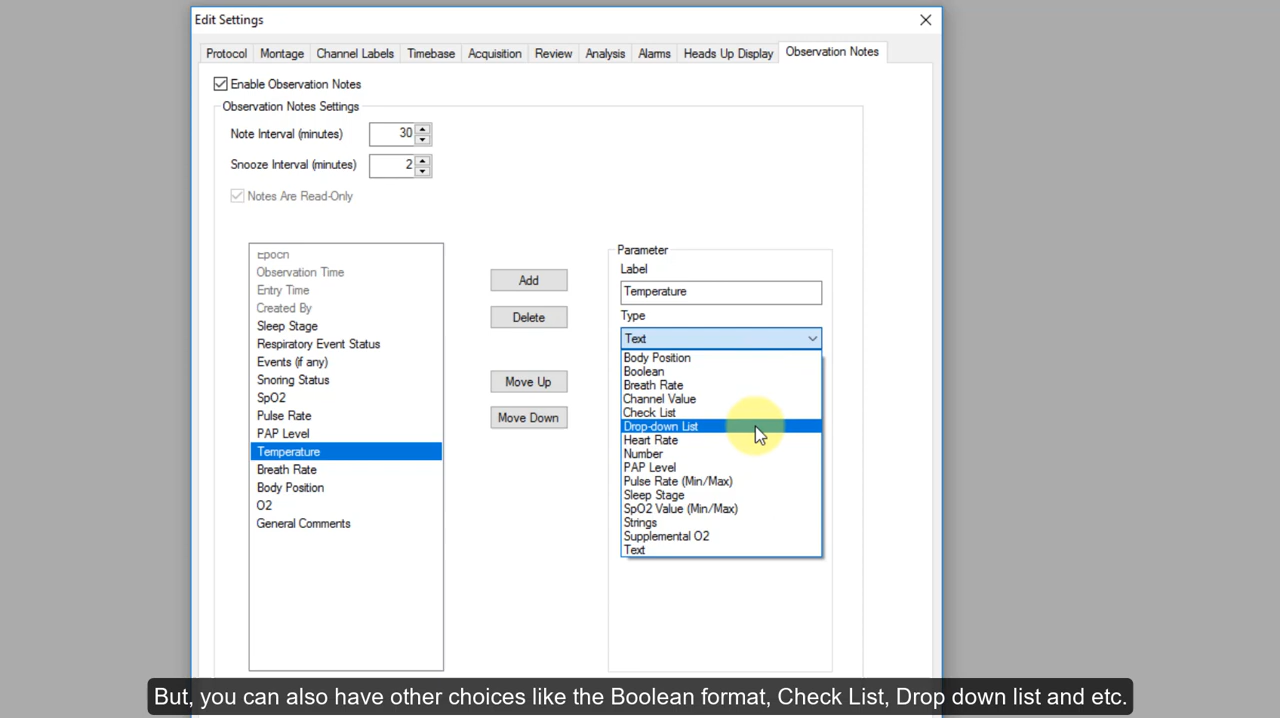 Edit Settings
Protocol Montage Channel Labels Timebase Acquisition Review Analysis Alarms Heads Up Display Observation Notes
Enable Observation Notes
Observation Notes Settings
Note Interval (minutes) 30
Snooze Interval (minutes) 2
Notes Are Read-Only
Epoch
Observation Time
Entry Time
Created By
Sleep Stage
Respiratory Event Status
Events (if any)
Snoring Status
SpO2
Pulse Rate
PAP Level
Temperature
Breath Rate
Body Position
O2
General Comments
Add
Delete
Move Up
Move Down
Parameter
Label
Temperature
Type
Text
Body Position
Boolean
Breath Rate
Channel Value
Check List
Drop-down List
Heart Rate
Number
PAP Level
Pulse Rate (Min/Max)
Sleep Stage
SpO2 Value (Min/Max)
Strings
Supplemental O2
Text
But, you can also have other choices like the Boolean format, Check List, Drop down list and etc.